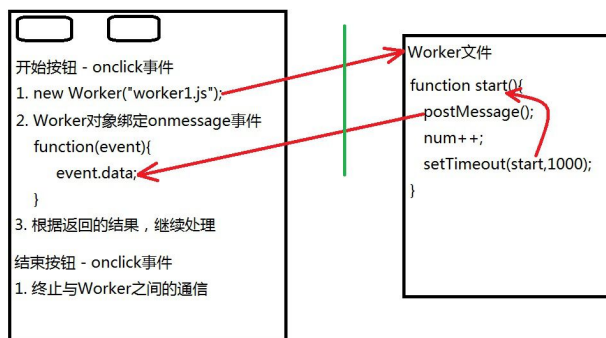 开始按钮 - onclick事件
1. new Worker("worker1.js");
2. Worker对象绑定onmessage事件
function(event){
event.data;
}
3. 根据返回的结果，继续处理
结束按钮 - onclick事件
1. 终止与Worker之间的通信
Worker文件
function start(){
postMessage();
num++;
setTimeout(start,1000);
}